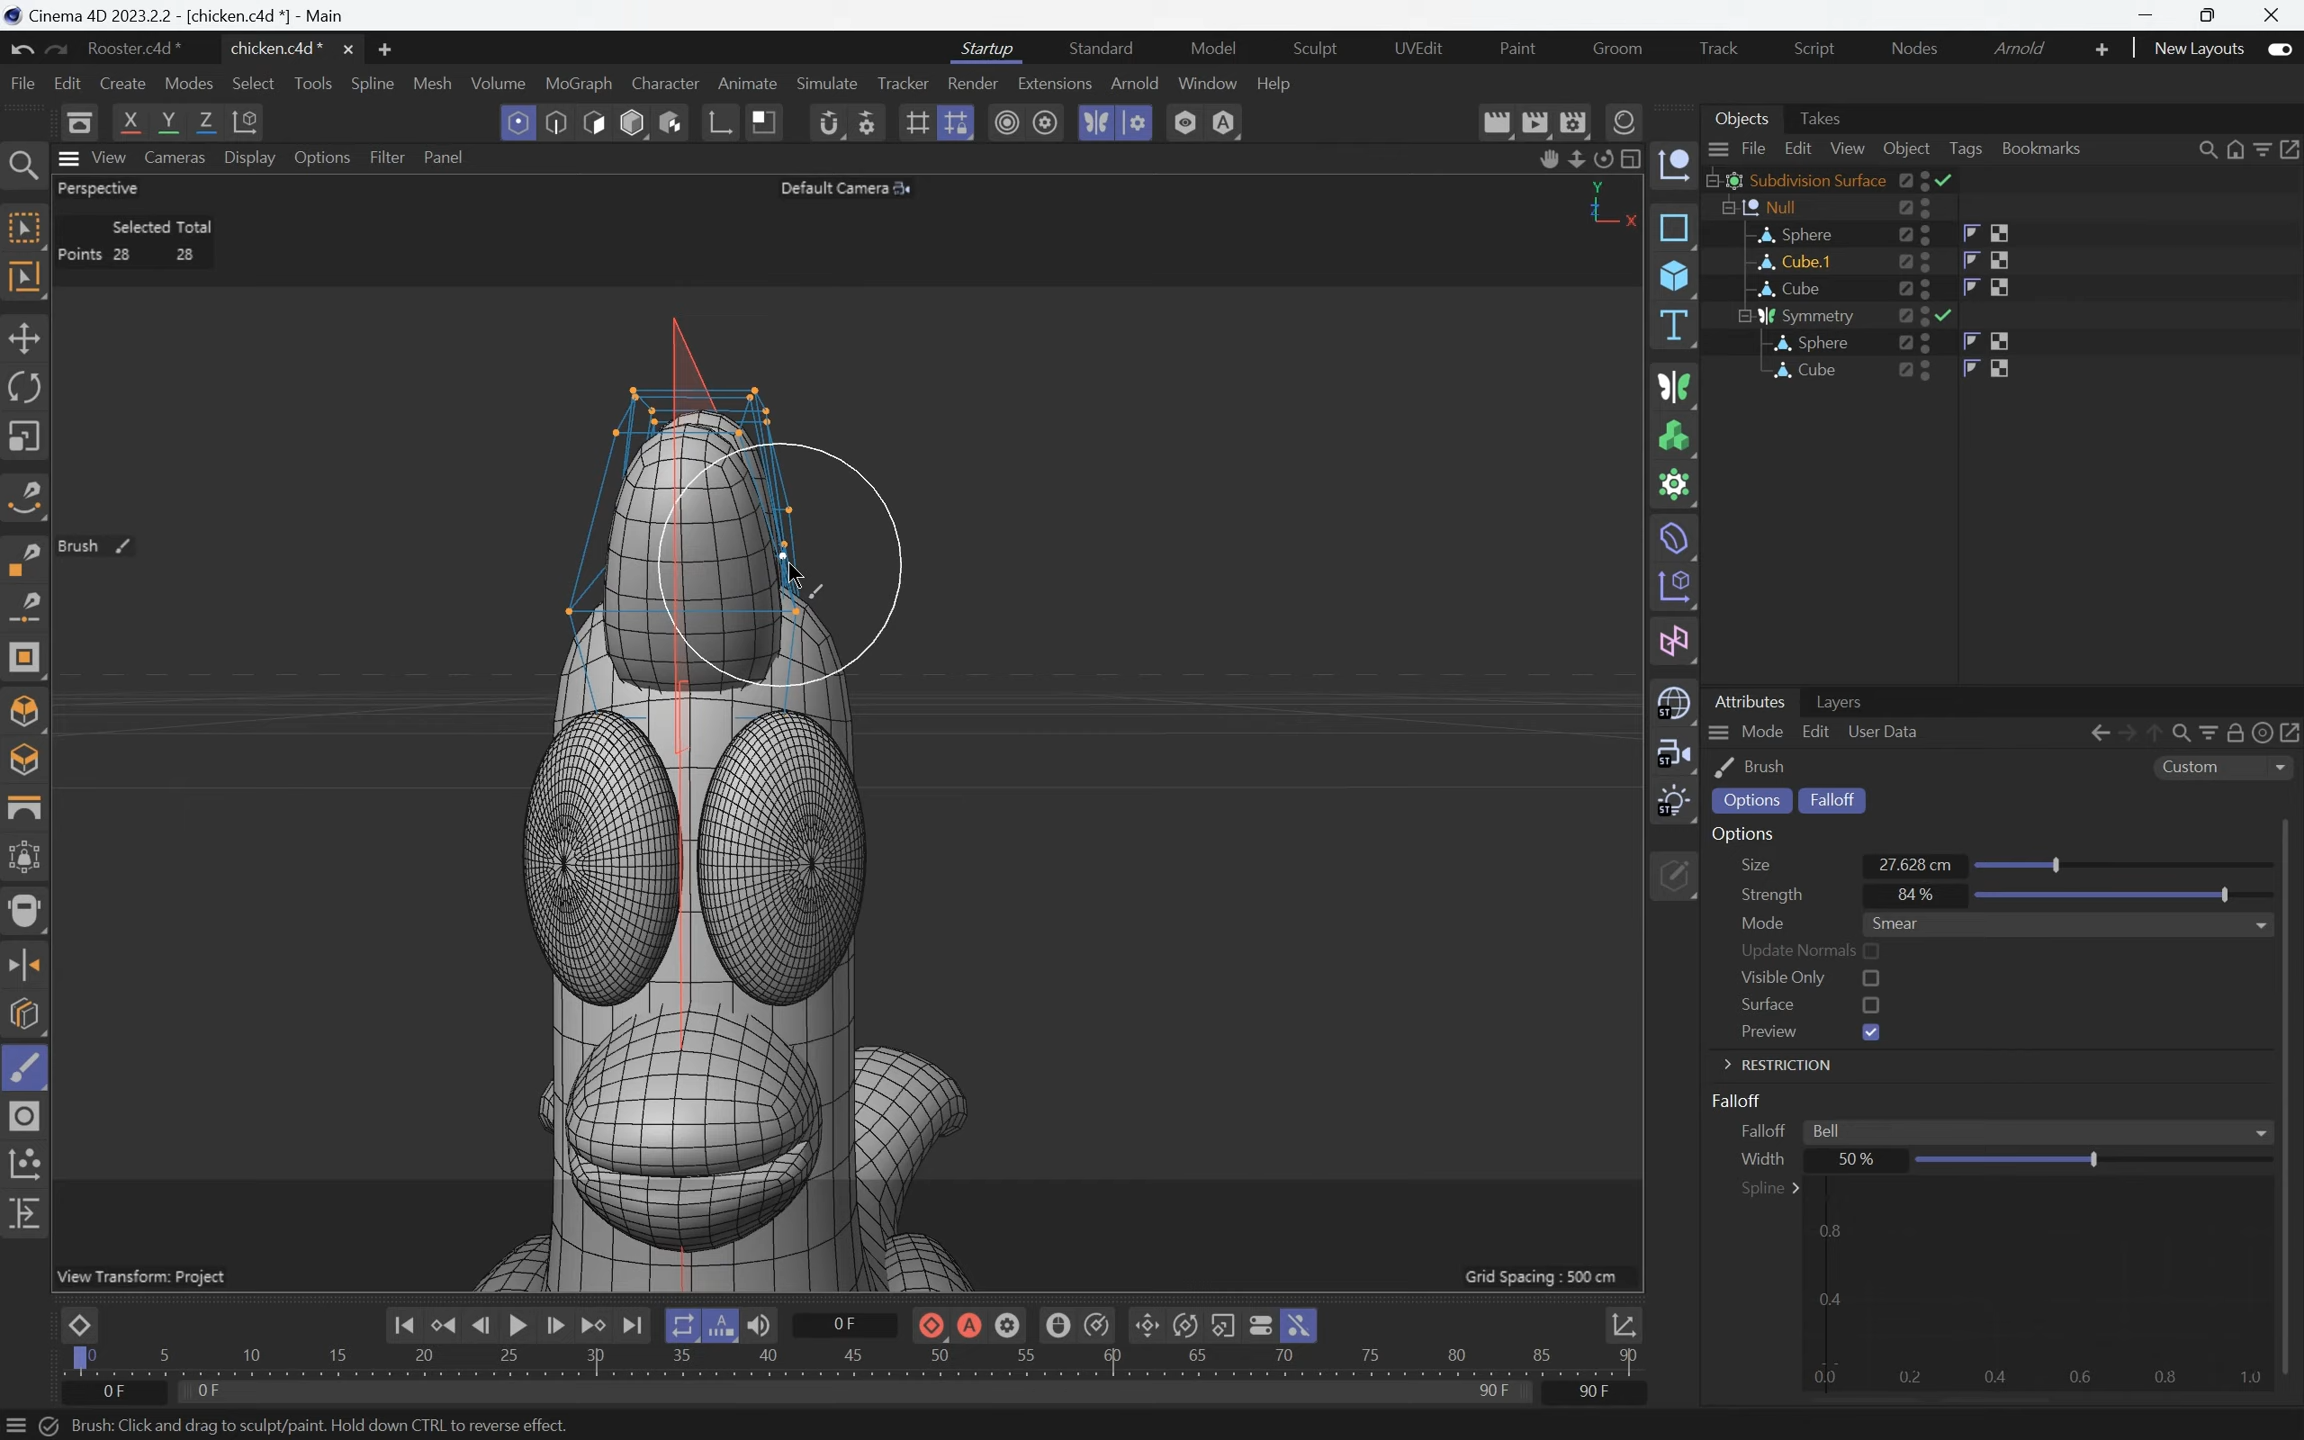 Cinema 4D 2023.2.2 - [chicken.c4d *] - Main
Rooster.c4d *
chicken.c4d *
Startup
Standard
Model
Sculpt
UVEdit
Paint
Groom
Track
Script
Nodes
Arnold
New Layouts
File Edit Create Modes Select Tools Spline Mesh Volume MoGraph Character Animate Simulate Tracker Render Extensions Arnold Window Help
X Y Z
View Cameras Display Options Filter Panel
Perspective
Default Camera
Y
Z
X
Selected Total
Points 28 28
Brush
View Transform: Project
Grid Spacing : 500 cm
T
ST
ST
ST
Objects Takes
File Edit View Object Tags Bookmarks
Subdivision Surface
Null
Sphere
Cube.1
Cube
Symmetry
Sphere
Cube
Attributes Layers
Mode Edit User Data
Brush
Custom
Options Falloff
Options
Size 27.628 cm
Strength 84 %
Mode Smear
Update Normals
Visible Only
Surface
Preview
RESTRICTION
Falloff
Falloff Bell
Width 50 %
Spline
0.8
0.4
0.0 0.2 0.4 0.6 0.8 1.0
0 F
0 5 10 15 20 25 30 35 40 45 50 55 60 65 70 75 80 85 90
0 F 0 F 90 F 90 F
Brush: Click and drag to sculpt/paint. Hold down CTRL to reverse effect.